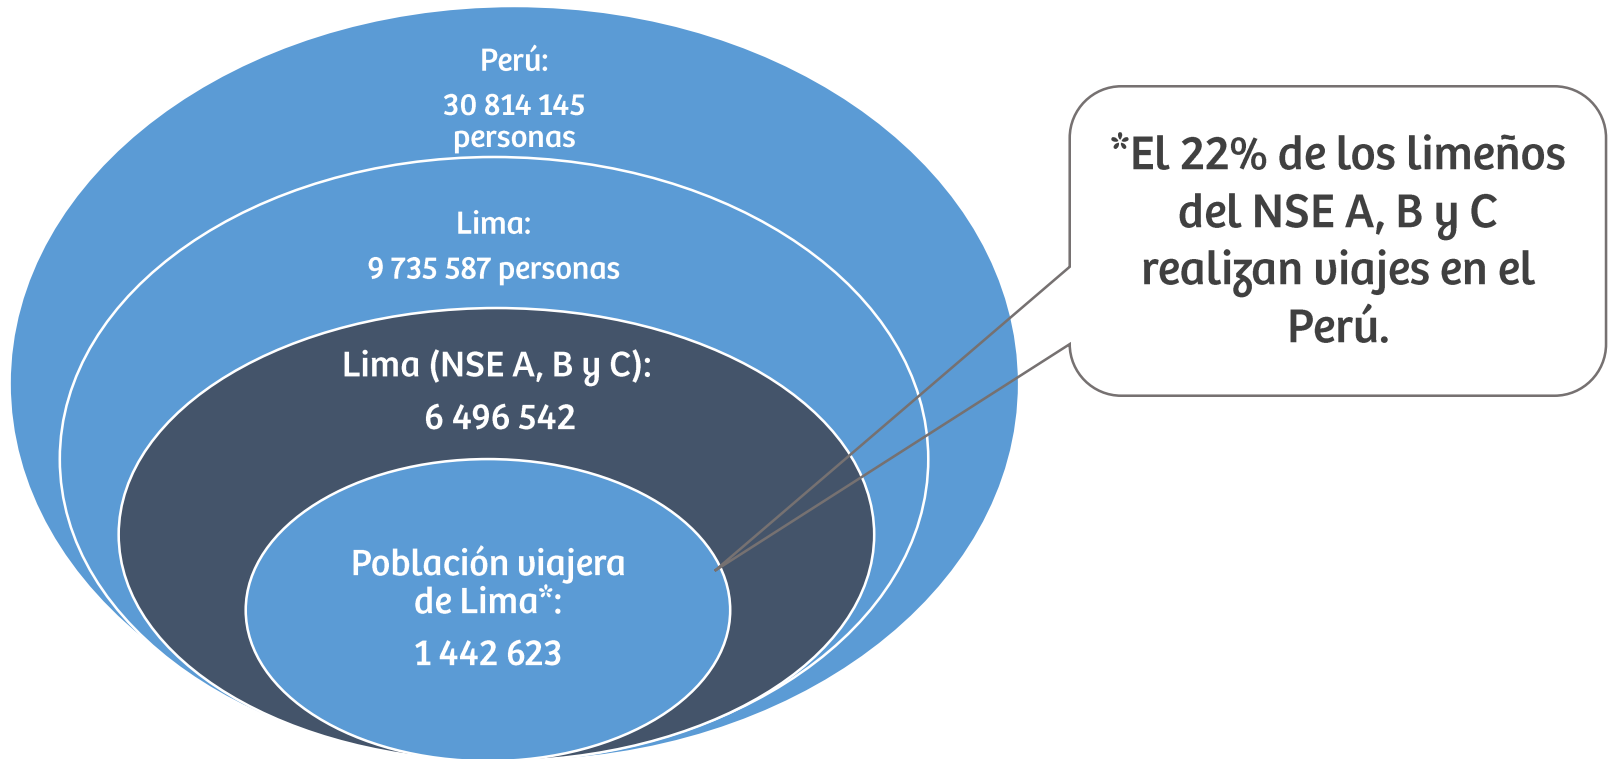 Perú:
30 814 145
personas
Lima:
9 735 587 personas
Lima (NSE A, B y C):
6 496 542
Población viajera
de Lima*:
1 442 623
*El 22% de los limeños
del NSE A, B y C
realizan viajes en el
Perú.